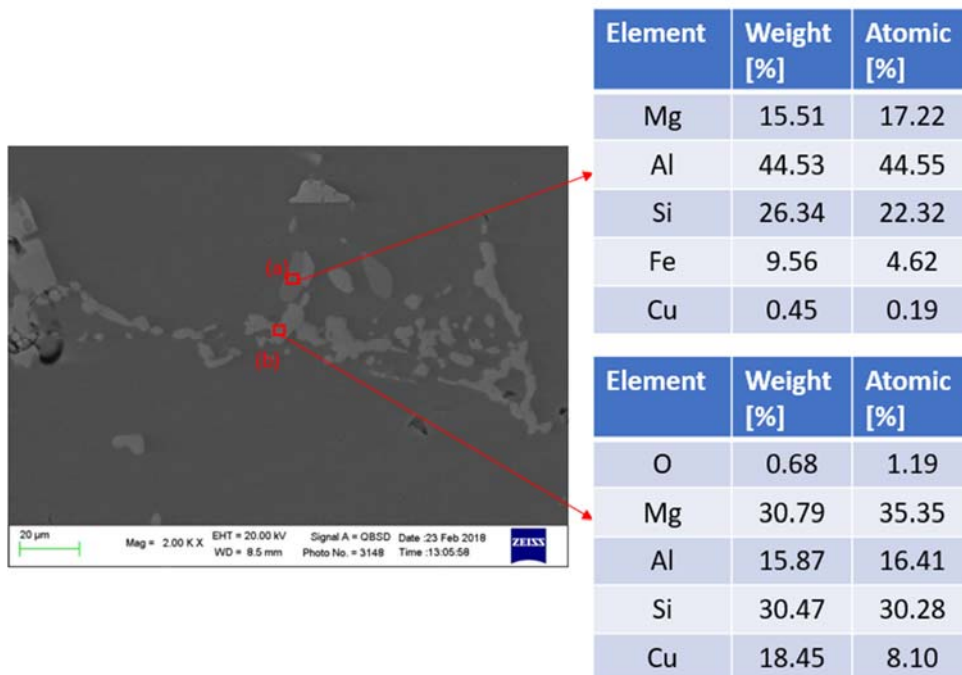 Element Weight [%] Atomic [%]
Mg 15.51 17.22
Al 44.53 44.55
Si 26.34 22.32
Fe 9.56 4.62
Cu 0.45 0.19
(a)
(b)
20 µm
Mag = 2.00 K X
EHT = 20.00 kV Signal A = QBSD Date :23 Feb 2018
WD = 8.5 mm Photo No. = 3148 Time :13:05:58
ZEISS
Element Weight [%] Atomic [%]
O 0.68 1.19
Mg 30.79 35.35
Al 15.87 16.41
Si 30.47 30.28
Cu 18.45 8.10